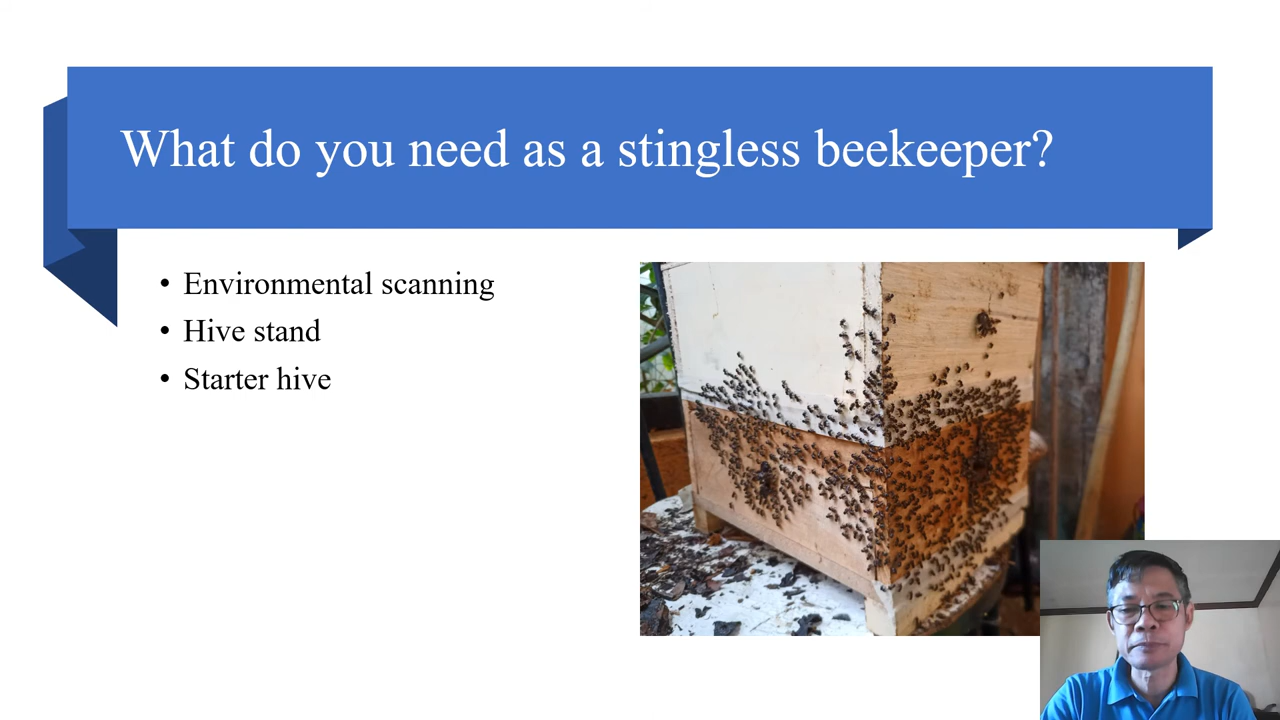 What do you need as a stingless beekeeper?
• Environmental scanning
• Hive stand
• Starter hive